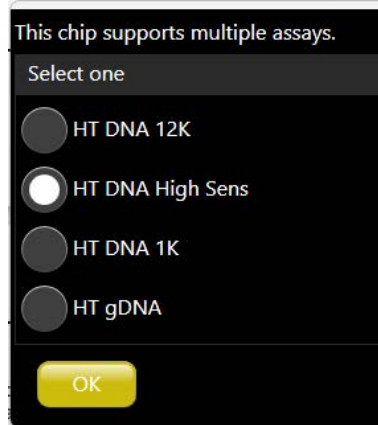 This chip supports multiple assays.
Select one
HT DNA 12K
HT DNA High Sens
HT DNA 1K
HT gDNA
OK